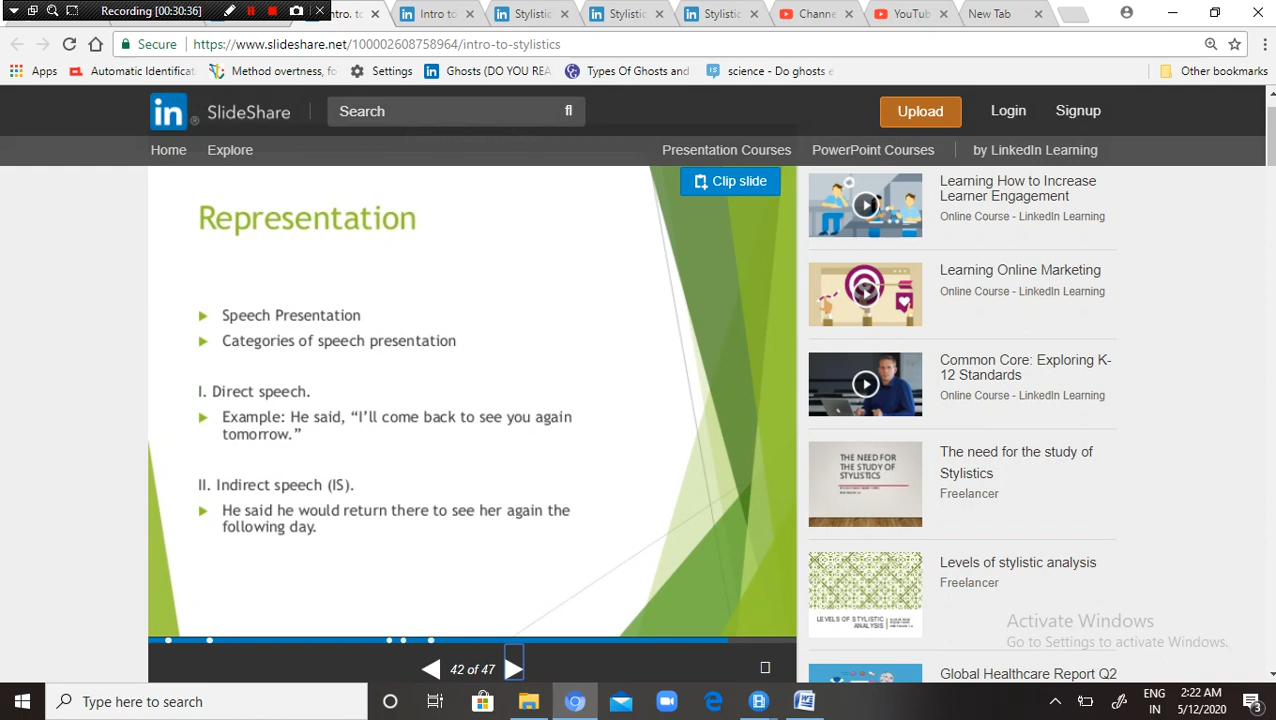 Recording [00:30:36]
Intro. to
Intro to
Stylistic
Stylistic
Stylistic
Channe
YouTub
New Tab
Secure
https://www.slideshare.net/100002608758964/intro-to-stylistics
Apps
Automatic Identificat
Method overtness, fo
Settings
Ghosts (DO YOU REA
Types Of Ghosts and
science - Do ghosts e
Other bookmarks
in SlideShare
Search
Upload
Login
Signup
Home
Explore
Presentation Courses
PowerPoint Courses
by LinkedIn Learning
Clip slide
Representation
Speech Presentation
Categories of speech presentation
I. Direct speech.
Example: He said, “I’ll come back to see you again
tomorrow.”
II. Indirect speech (IS).
He said he would return there to see her again the
following day.
42 of 47
Learning How to Increase
Learner Engagement
Online Course - LinkedIn Learning
Learning Online Marketing
Online Course - LinkedIn Learning
Common Core: Exploring K-
12 Standards
Online Course - LinkedIn Learning
THE NEED FOR
THE STUDY OF
STYLISTICS
The need for the study of
Stylistics
Freelancer
LEVELS OF STYLISTIC
ANALYSIS
Levels of stylistic analysis
Freelancer
Global Healthcare Report Q2
Activate Windows
Go to Settings to activate Windows.
Type here to search
ENG
IN
2:22 AM
5/12/2020
3